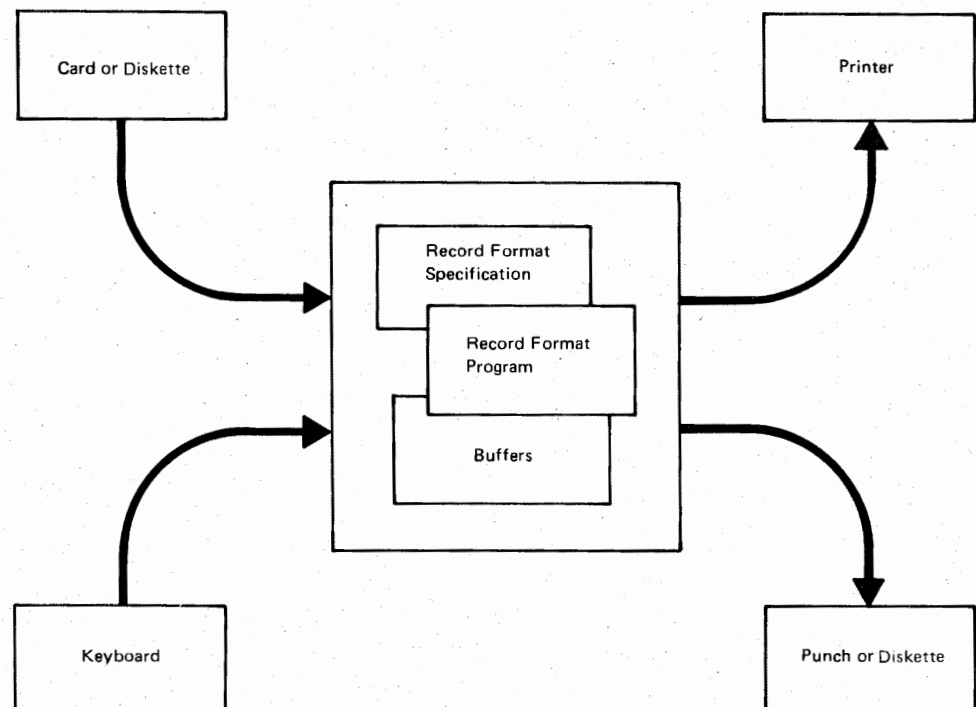 Card or Diskette
Printer
Record Format
Specification
Record Format
Program
Buffers
Keyboard
Punch or Diskette